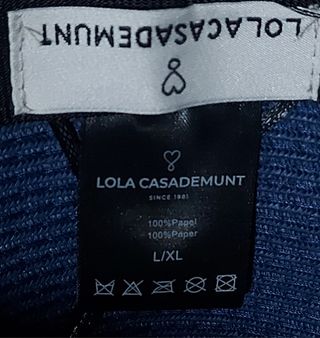 LOLACASADEMUNT
LOLA CASADEMUNT
SINCE 1981
100%Papel
100%Paper
L/XL